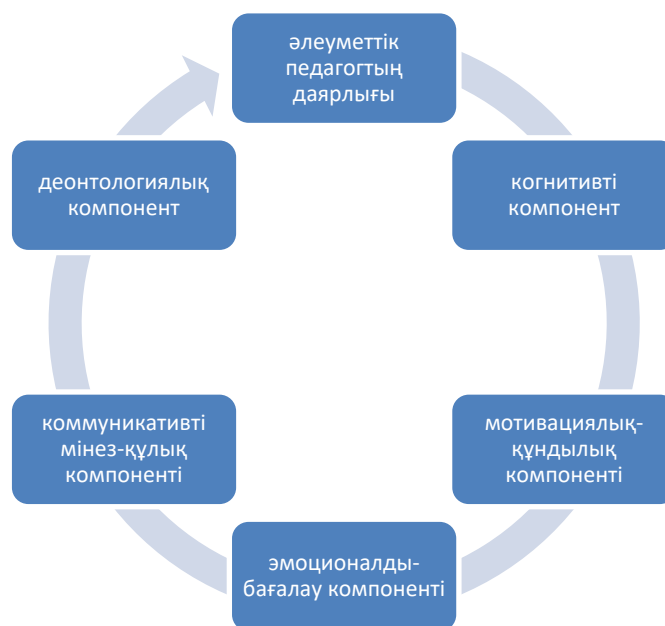 әлеуметтік
педагогтың
даярлығы
когнитивті
компонент
мотивациялық-
құндылық
компоненті
эмоционалды-
бағалау компоненті
коммуникативті
мінез-құлық
компоненті
деонтологиялық
компонент